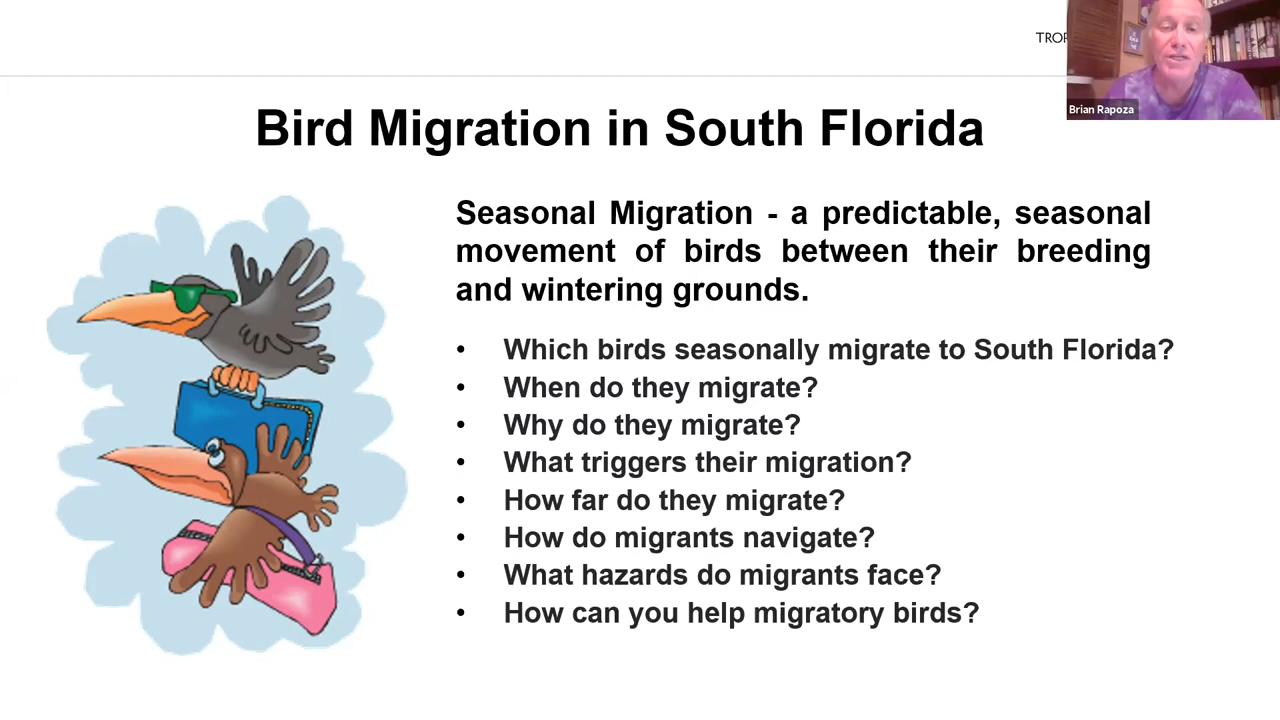 TROP
Brian Rapoza
Bird Migration in South Florida
Seasonal Migration - a predictable, seasonal
movement of birds between their breeding
and wintering grounds.
• Which birds seasonally migrate to South Florida?
• When do they migrate?
• Why do they migrate?
• What triggers their migration?
• How far do they migrate?
• How do migrants navigate?
• What hazards do migrants face?
• How can you help migratory birds?